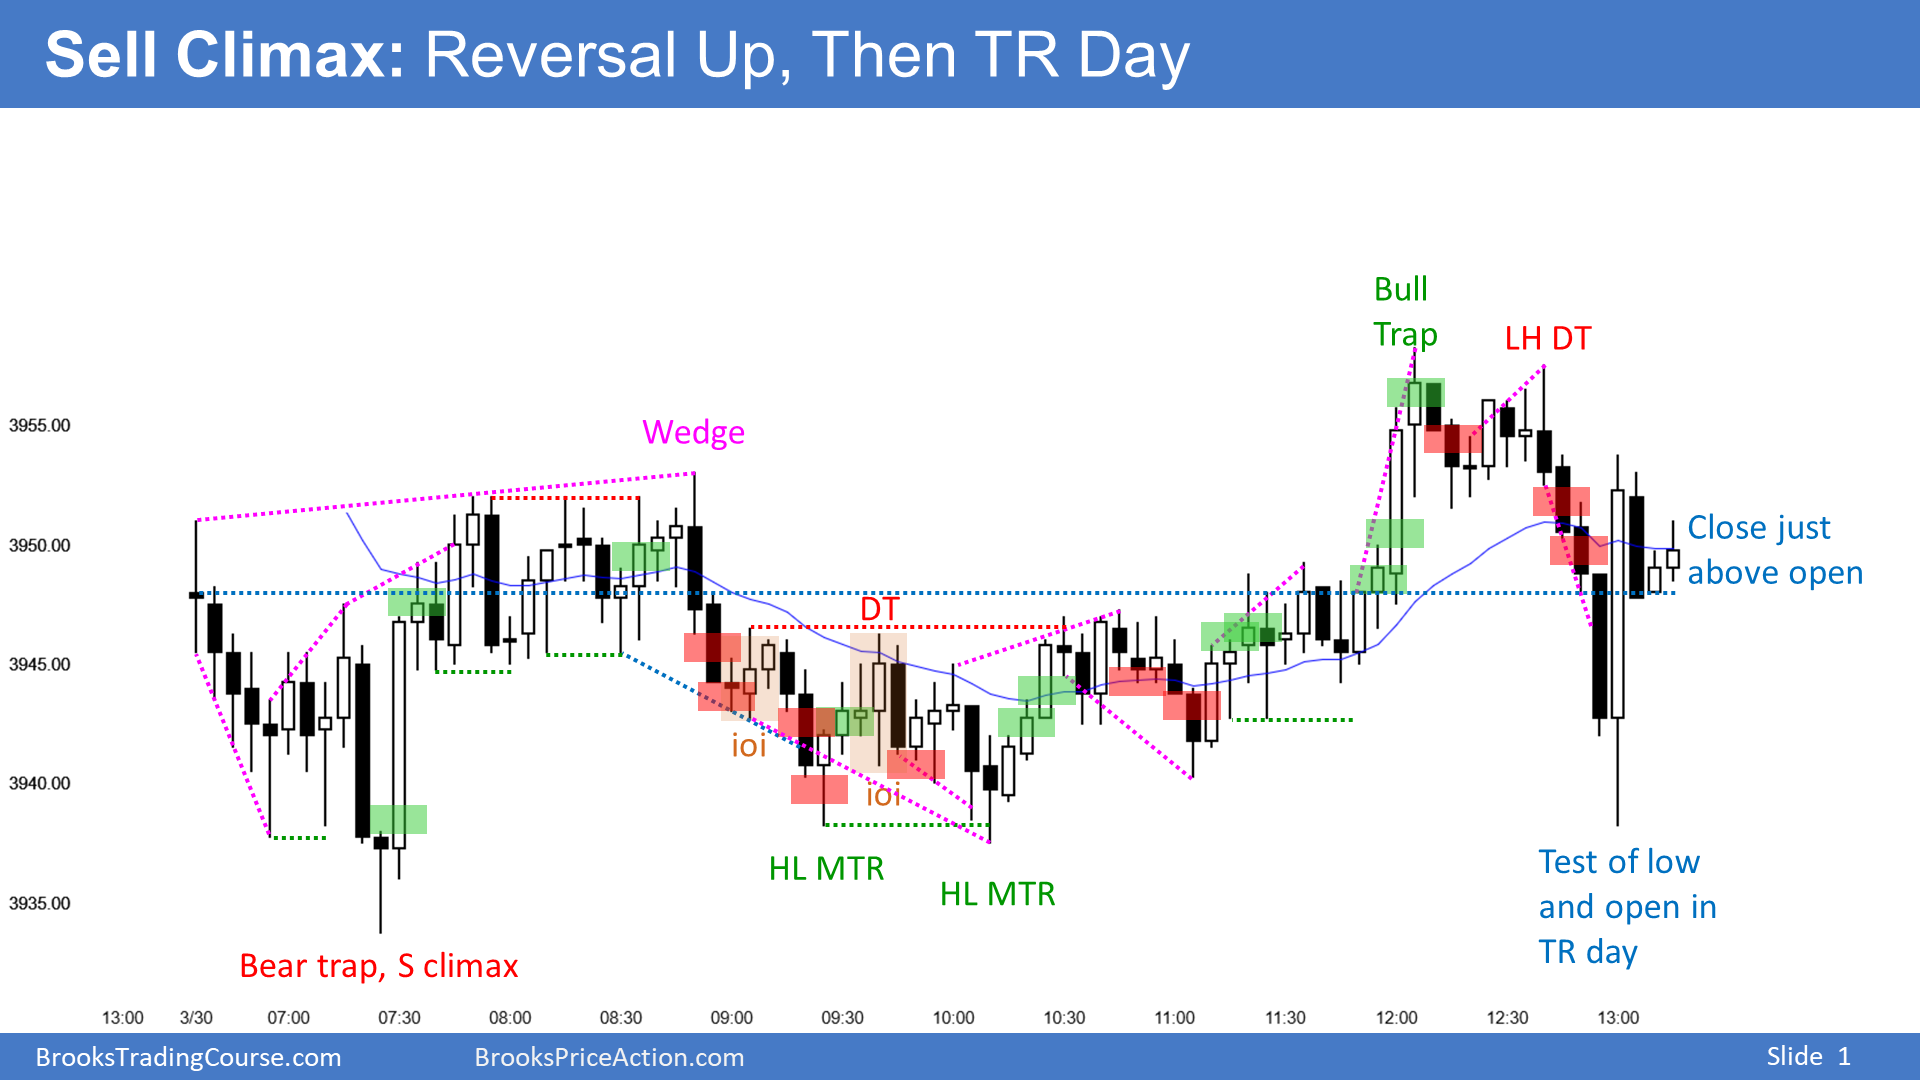 Sell Climax: Reversal Up, Then TR Day
Bull
Trap
LH DT
3955.00
Wedge
3950.00
Close just
above open
DT
3945.00
ioi
3940.00
ioi
HL MTR
HL MTR
3935.00
Test of low
and open in
TR day
Bear trap, S climax
13:00 3/30 07:00 07:30 08:00 08:30 09:00 09:30 10:00 10:30 11:00 11:30 12:00 12:30 13:00
BrooksTradingCourse.com BrooksPriceAction.com Slide 1